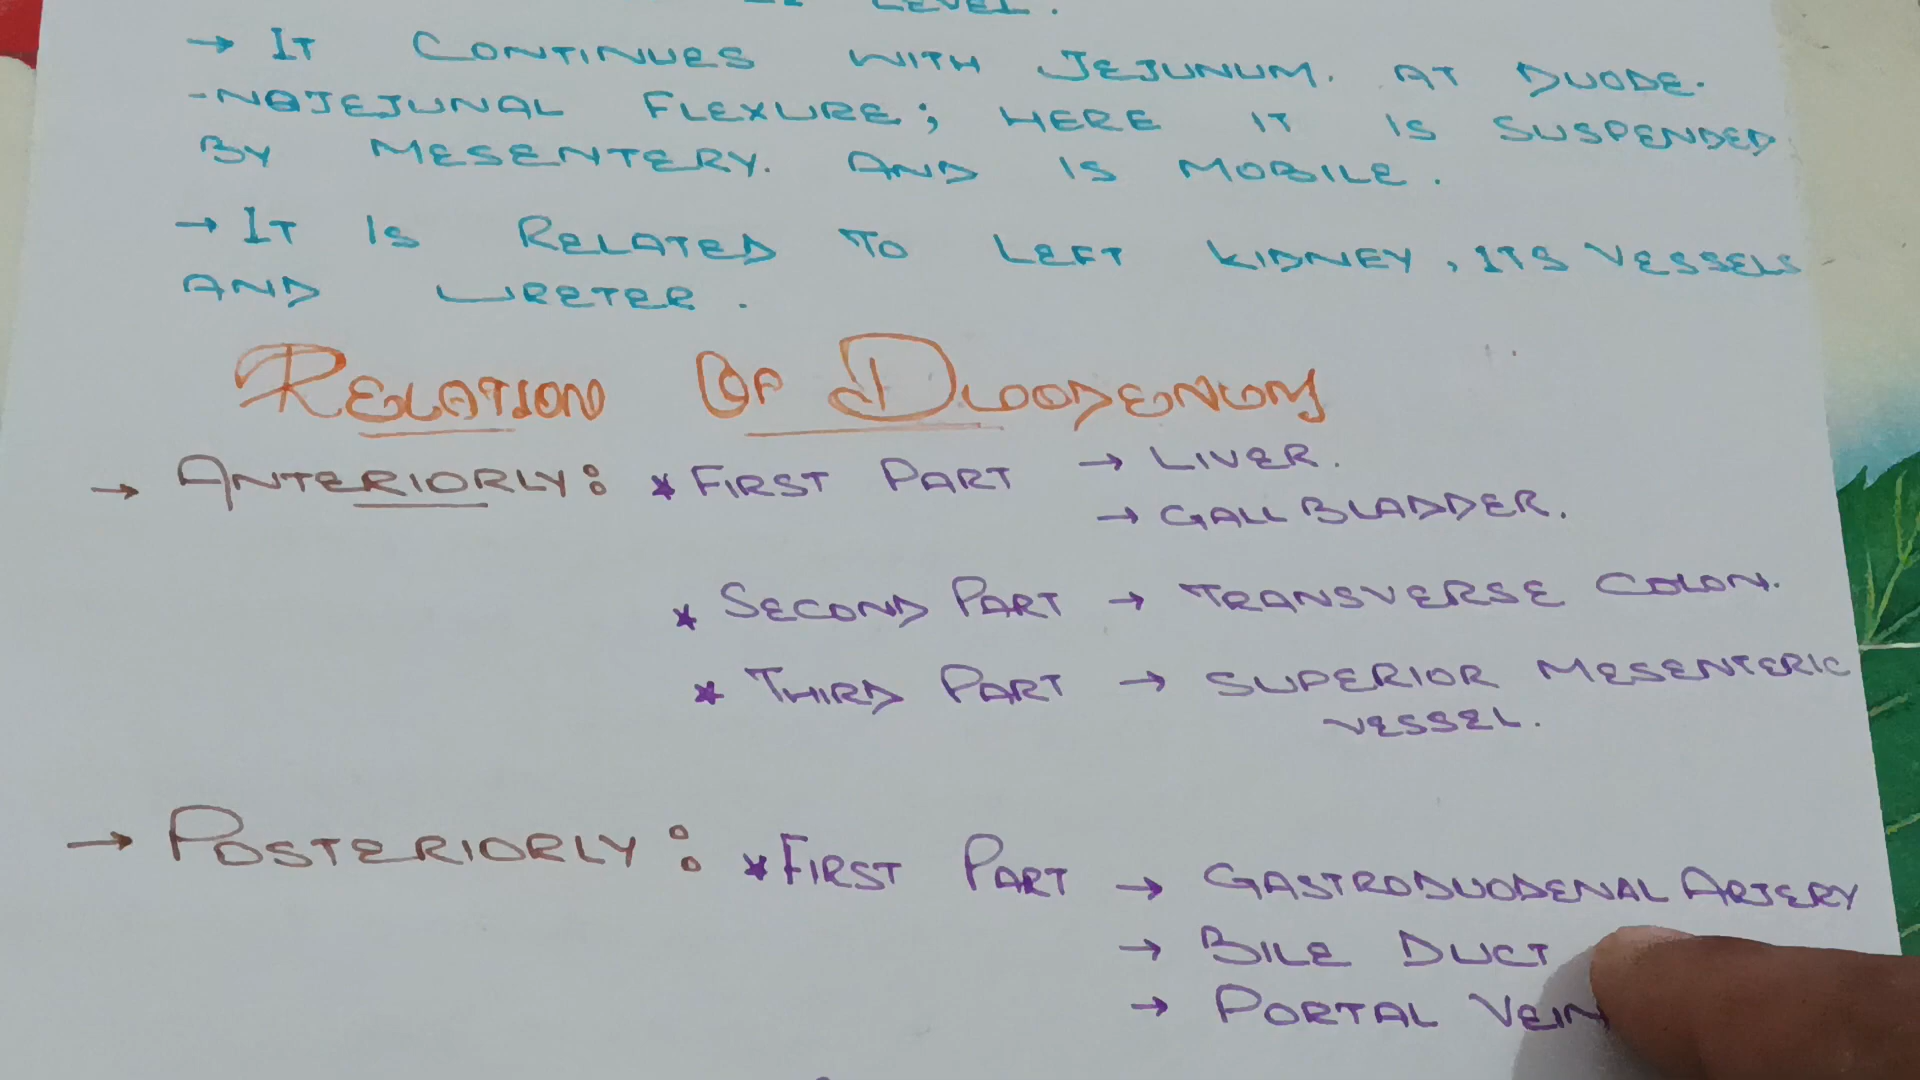 LEVEL.
→ IT CONTINUES WITH JEJUNUM. AT DUODE-
-NOJEJUNAL FLEXURE; HERE IT IS SUSPENDED
BY MESENTERY. AND IS MOBILE.
→ IT IS RELATED TO LEFT KIDNEY, ITS VESSELS
AND URETER.
RELATION OF DUODENUM
→ ANTERIORLY: * FIRST PART → LIVER.
→ GALL BLADDER.
* SECOND PART → TRANSVERSE COLON.
* THIRD PART → SUPERIOR MESENTERIC
VESSEL.
→ POSTERIORLY: * FIRST PART → GASTRODUODENAL ARTERY
→ BILE DUCT
→ PORTAL VEIN